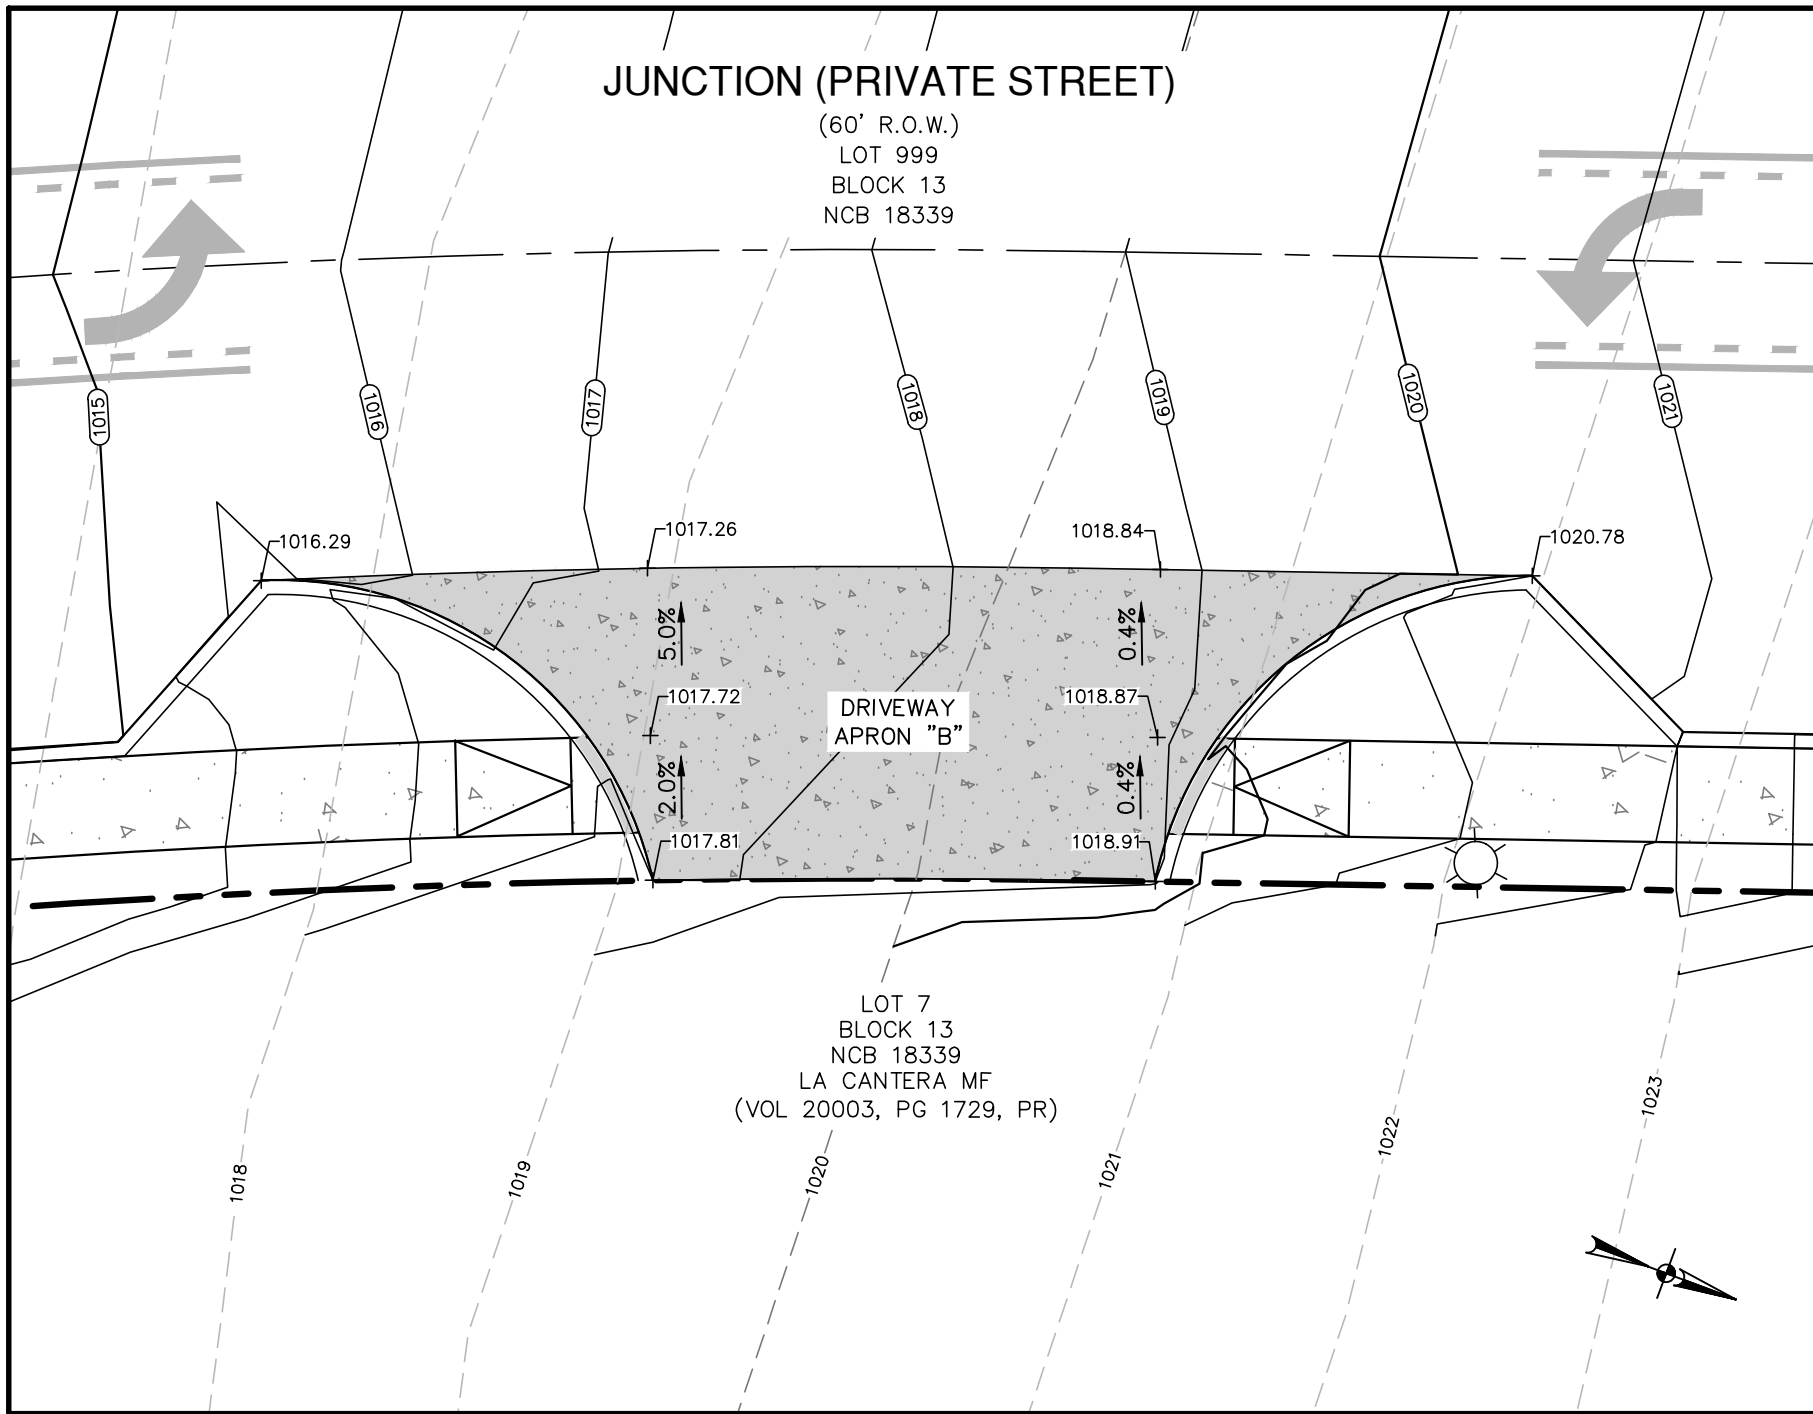 JUNCTION (PRIVATE STREET)
(60' R.O.W.)
LOT 999
BLOCK 13
NCB 18339
1015
1016
1017
1018
1019
1020
1021
1016.29
1017.26
1018.84
1020.78
5.0%
0.4%
1017.72
1018.87
DRIVEWAY
APRON "B"
2.0%
0.4%
1017.81
1018.91
LOT 7
BLOCK 13
NCB 18339
LA CANTERA MF
(VOL 20003, PG 1729, PR)
1018
1019
1020
1021
1022
1023